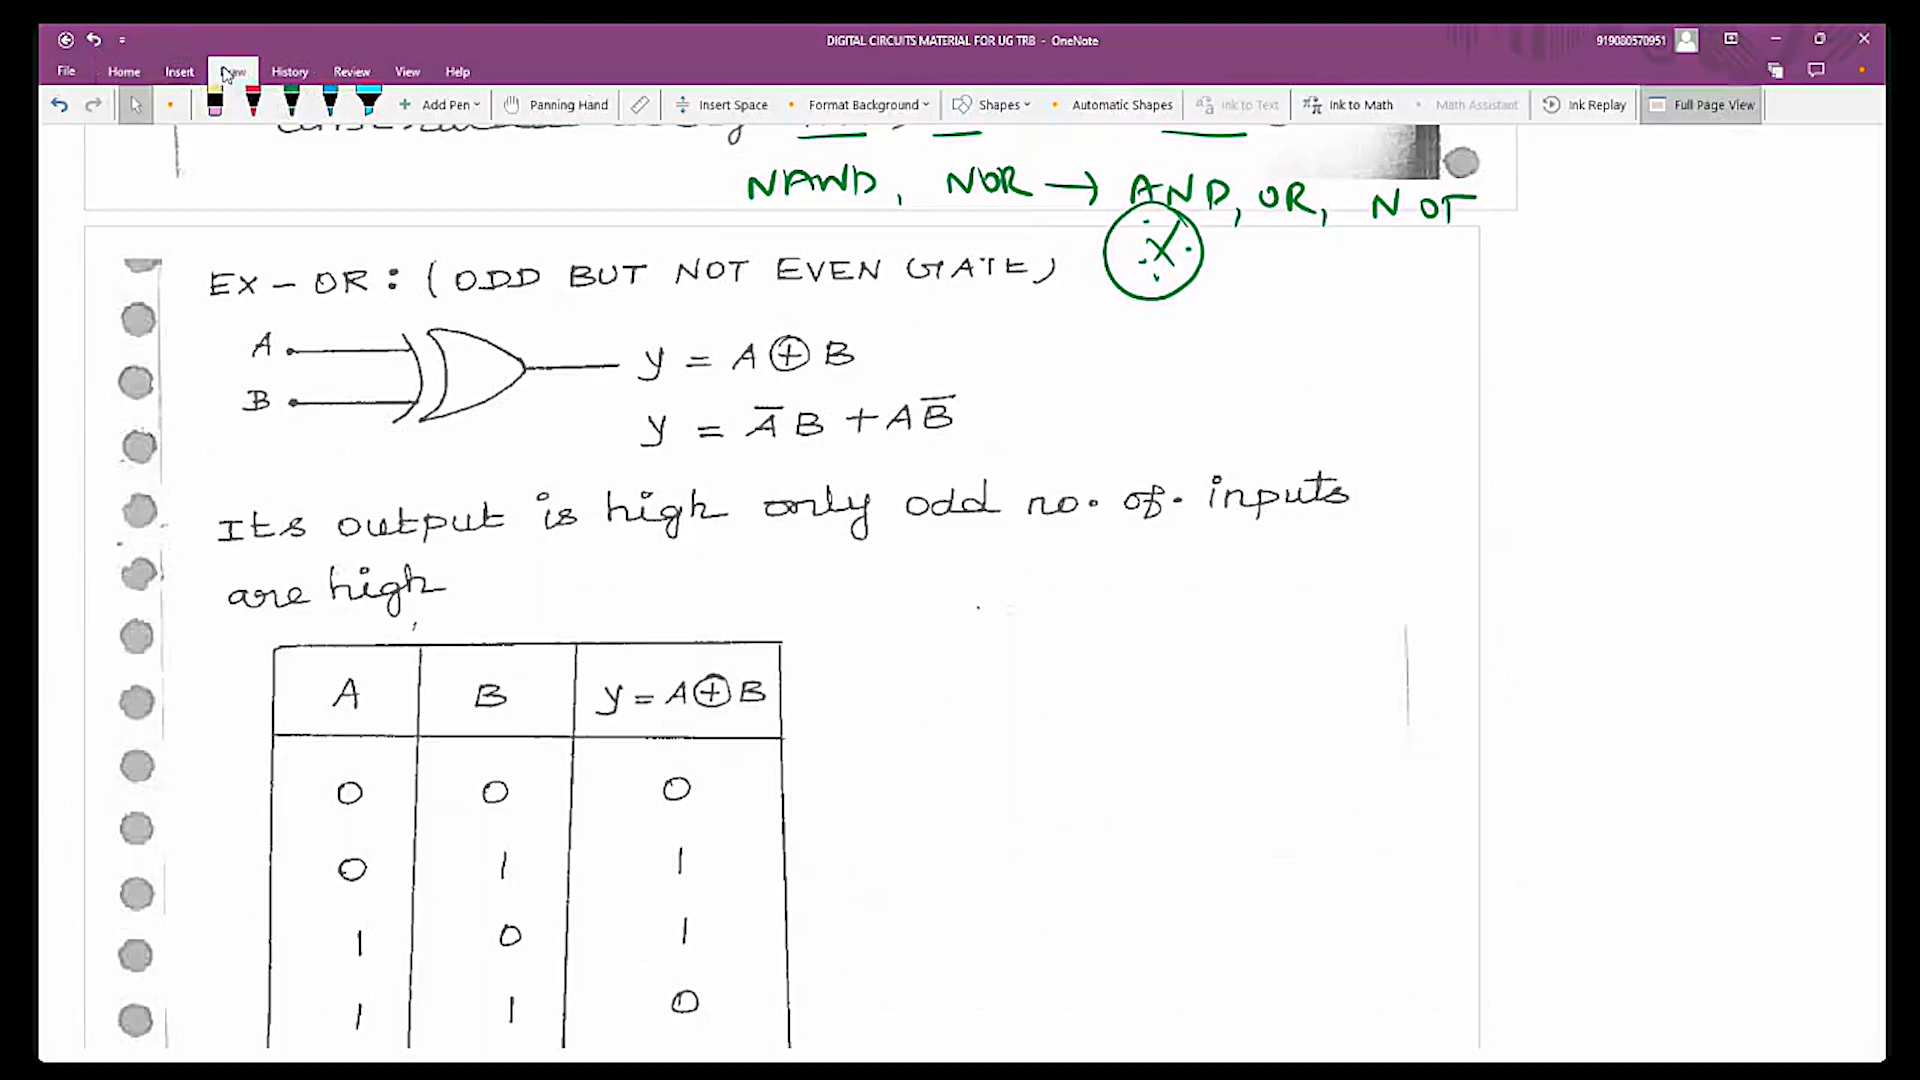 DIGITAL CIRCUITS MATERIAL FOR UG TRB - OneNote
919080570951
File Home Insert Draw History Review View Help
Add Pen Panning Hand Insert Space Format Background Shapes Automatic Shapes Ink to Text Ink to Math Math Assistant Ink Replay Full Page View
NAND, NOR → AND, OR, NOT
X
EX-OR: (ODD BUT NOT EVEN GATE)
A
y = A ⊕ B
B
y = A̅ B + A B̅
Its output is high only odd no. of. inputs
are high
A B y = A ⊕ B
0 0 0
0 1 1
1 0 1
1 1 0